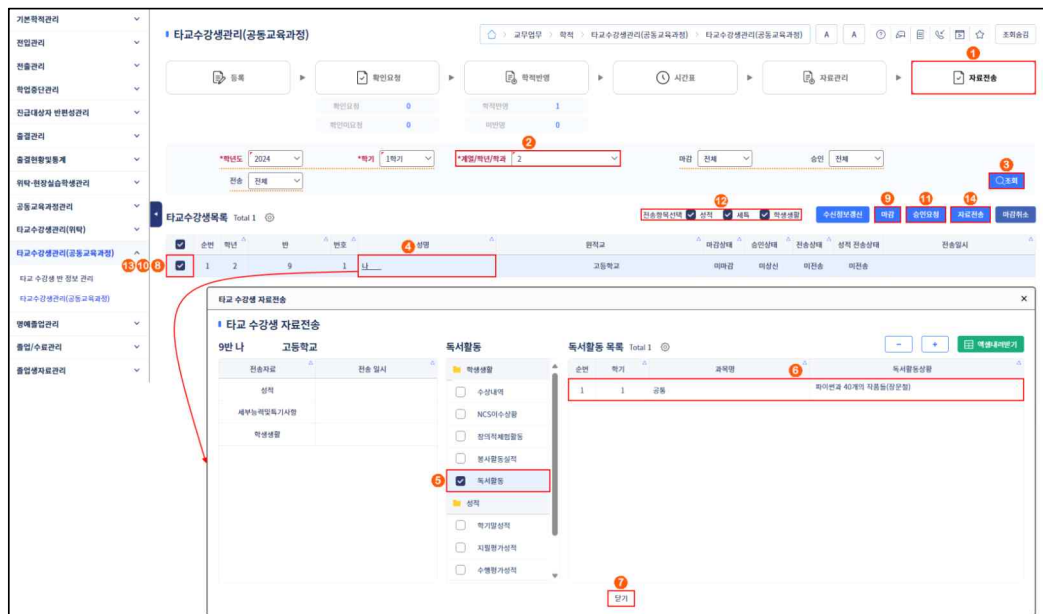 기본학적관리
전입관리
전출관리
학업중단관리
진급대상자 반편성관리
출결관리
출결현황및통계
위탁·현장실습학생관리
공동교육과정관리
타교수강생관리(위탁)
타교수강생관리(공동교육과정)
타교 수강생 반 정보 관리
타교수강생관리(공동교육과정)
명예졸업관리
졸업/수료관리
졸업생자료관리
타교수강생관리(공동교육과정)
교무업무 > 학적 > 타교수강생관리(공동교육과정) > 타교수강생관리(공동교육과정)
A A 조회승김
1
등록 확인요청 학적반영 시간표 자료관리 자료전송
확인요청 0 학적반영 1
확인미요청 0 미반영 0
2
*학년도 2024 *학기 1학기 *계열/학년/학과 2 마감 전체 승인 전체
3
전송 전체 조회
12 9 11 14
타교수강생목록 Total 1 전송항목선택 성적 세특 학생생활 수신정보갱신 마감 승인요청 자료전송 마감취소
4
순번 학년 반 번호 성명 원적교 마감상태 승인상태 전송상태 성적 전송상태 전송일시
13 10 8
1 2 9 1 나 고등학교 미마감 미상신 미전송 미전송
타교 수강생 자료전송 ×
타교 수강생 자료전송
9반 나 고등학교 독서활동 독서활동 목록 Total 1 - + 엑셀내려받기
전송자료 전송 일시
성적
세부능력및특기사항
학생생활
학생생활
수상내역
NCS이수상황
창의적체험활동
봉사활동실적
5 독서활동
성적
학기말성적
지필평가성적
수행평가성적
6
순번 학기 과목명 독서활동상황
1 1 공통 파이썬과 40개의 작품들(장문철)
7
닫기